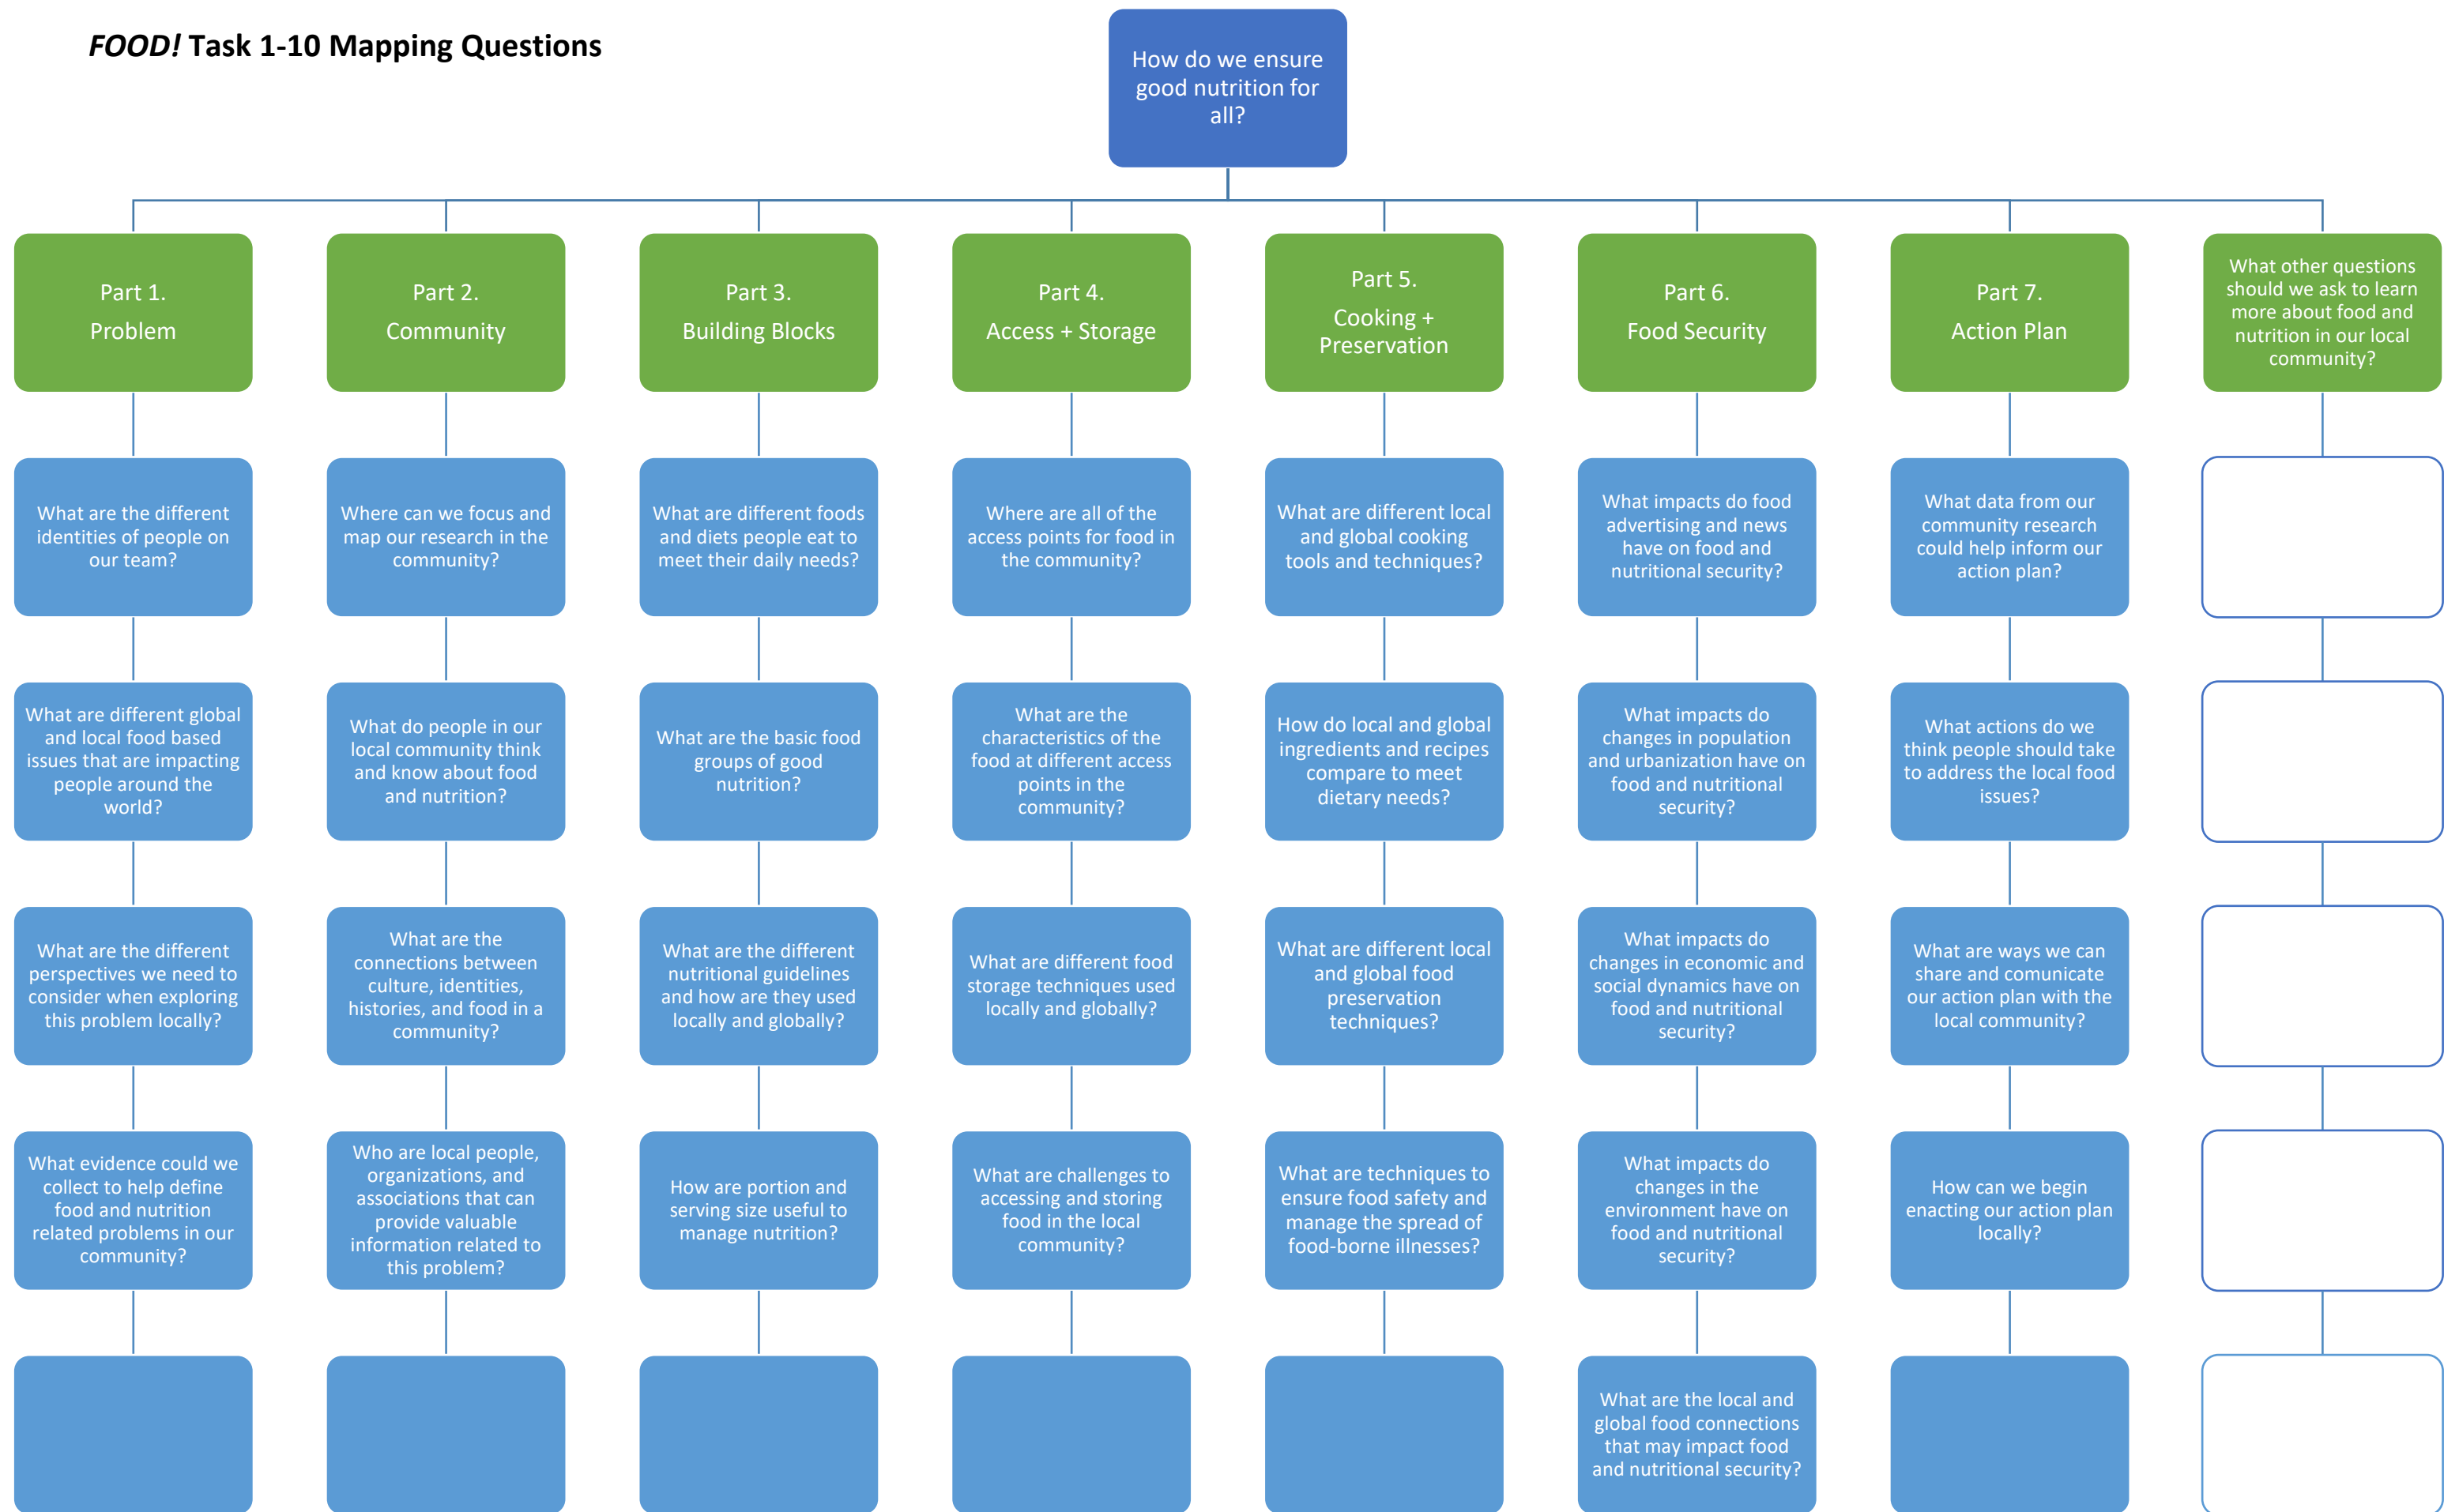 FOOD! Task 1-10 Mapping Questions
How do we ensure
good nutrition for
all?
Part 1.
Problem
Part 2.
Community
Part 3.
Building Blocks
Part 4.
Access + Storage
Part 5.
Cooking +
Preservation
Part 6.
Food Security
Part 7.
Action Plan
What other questions
should we ask to learn
more about food and
nutrition in our local
community?
What are the different
identities of people on
our team?
Where can we focus and
map our research in the
community?
What are different foods
and diets people eat to
meet their daily needs?
Where are all of the
access points for food in
the community?
What are different local
and global cooking
tools and techniques?
What impacts do food
advertising and news
have on food and
nutritional security?
What data from our
community research
could help inform our
action plan?
What are different global
and local food based
issues that are impacting
people around the
world?
What do people in our
local community think
and know about food
and nutrition?
What are the basic food
groups of good
nutrition?
What are the
characteristics of the
food at different access
points in the
community?
How do local and global
ingredients and recipes
compare to meet
dietary needs?
What impacts do
changes in population
and urbanization have on
food and nutritional
security?
What actions do we
think people should take
to address the local food
issues?
What are the different
perspectives we need to
consider when exploring
this problem locally?
What are the
connections between
culture, identities,
histories, and food in a
community?
What are the different
nutritional guidelines
and how are they used
locally and globally?
What are different food
storage techniques used
locally and globally?
What are different local
and global food
preservation
techniques?
What impacts do
changes in economic and
social dynamics have on
food and nutritional
security?
What are ways we can
share and comunicate
our action plan with the
local community?
What evidence could we
collect to help define
food and nutrition
related problems in our
community?
Who are local people,
organizations, and
associations that can
provide valuable
information related to
this problem?
How are portion and
serving size useful to
manage nutrition?
What are challenges to
accessing and storing
food in the local
community?
What are techniques to
ensure food safety and
manage the spread of
food-borne illnesses?
What impacts do
changes in the
environment have on
food and nutritional
security?
How can we begin
enacting our action plan
locally?
What are the local and
global food connections
that may impact food
and nutritional security?